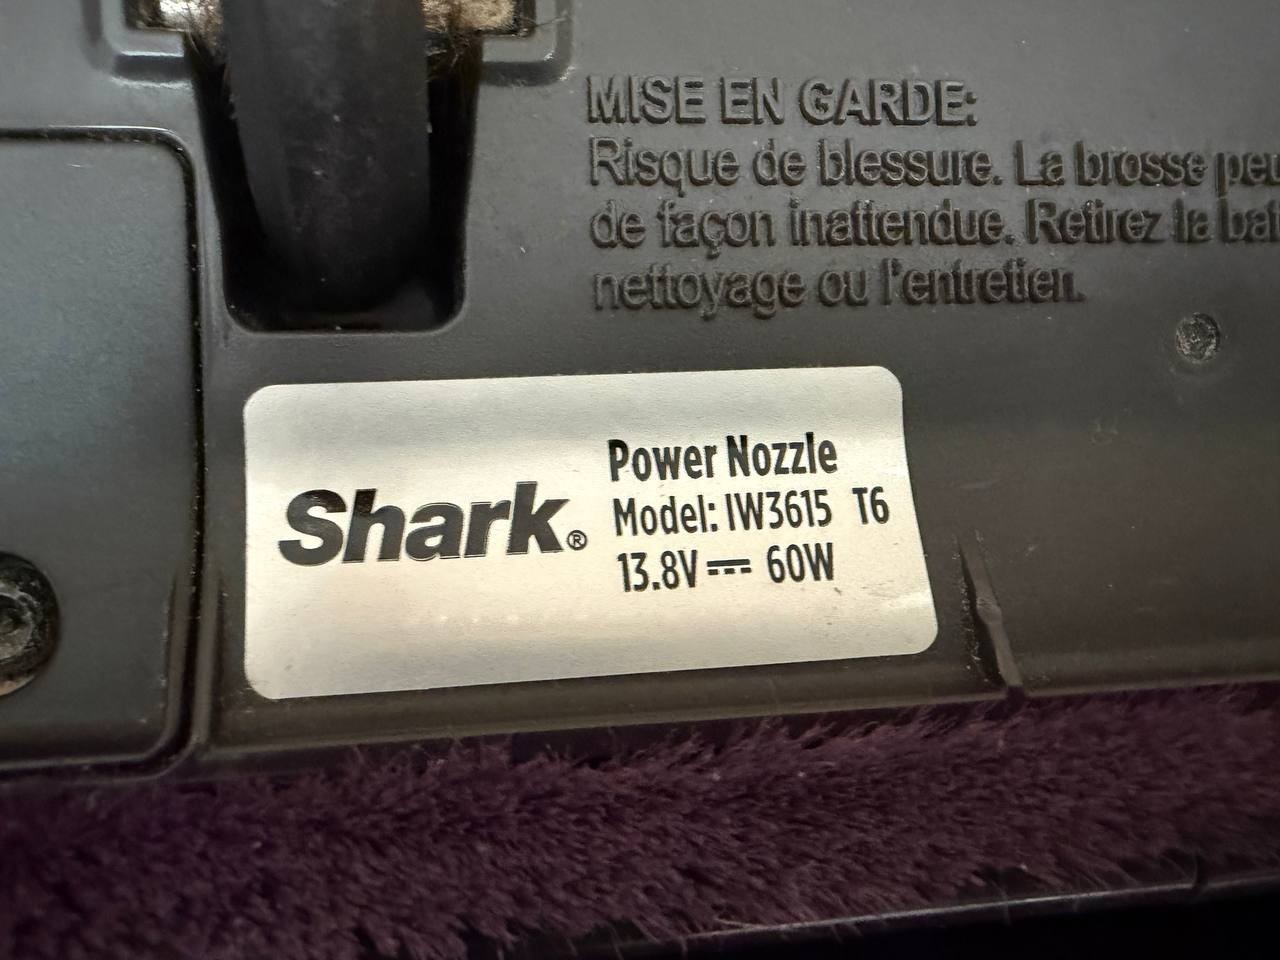 MISE EN GARDE:
Risque de blessure. La brosse
de façon inattendue. Retirez la
nettoyage ou l'entretien.
Shark®
Power Nozzle
Model: IW3615 T6
13.8V⎓ 60W